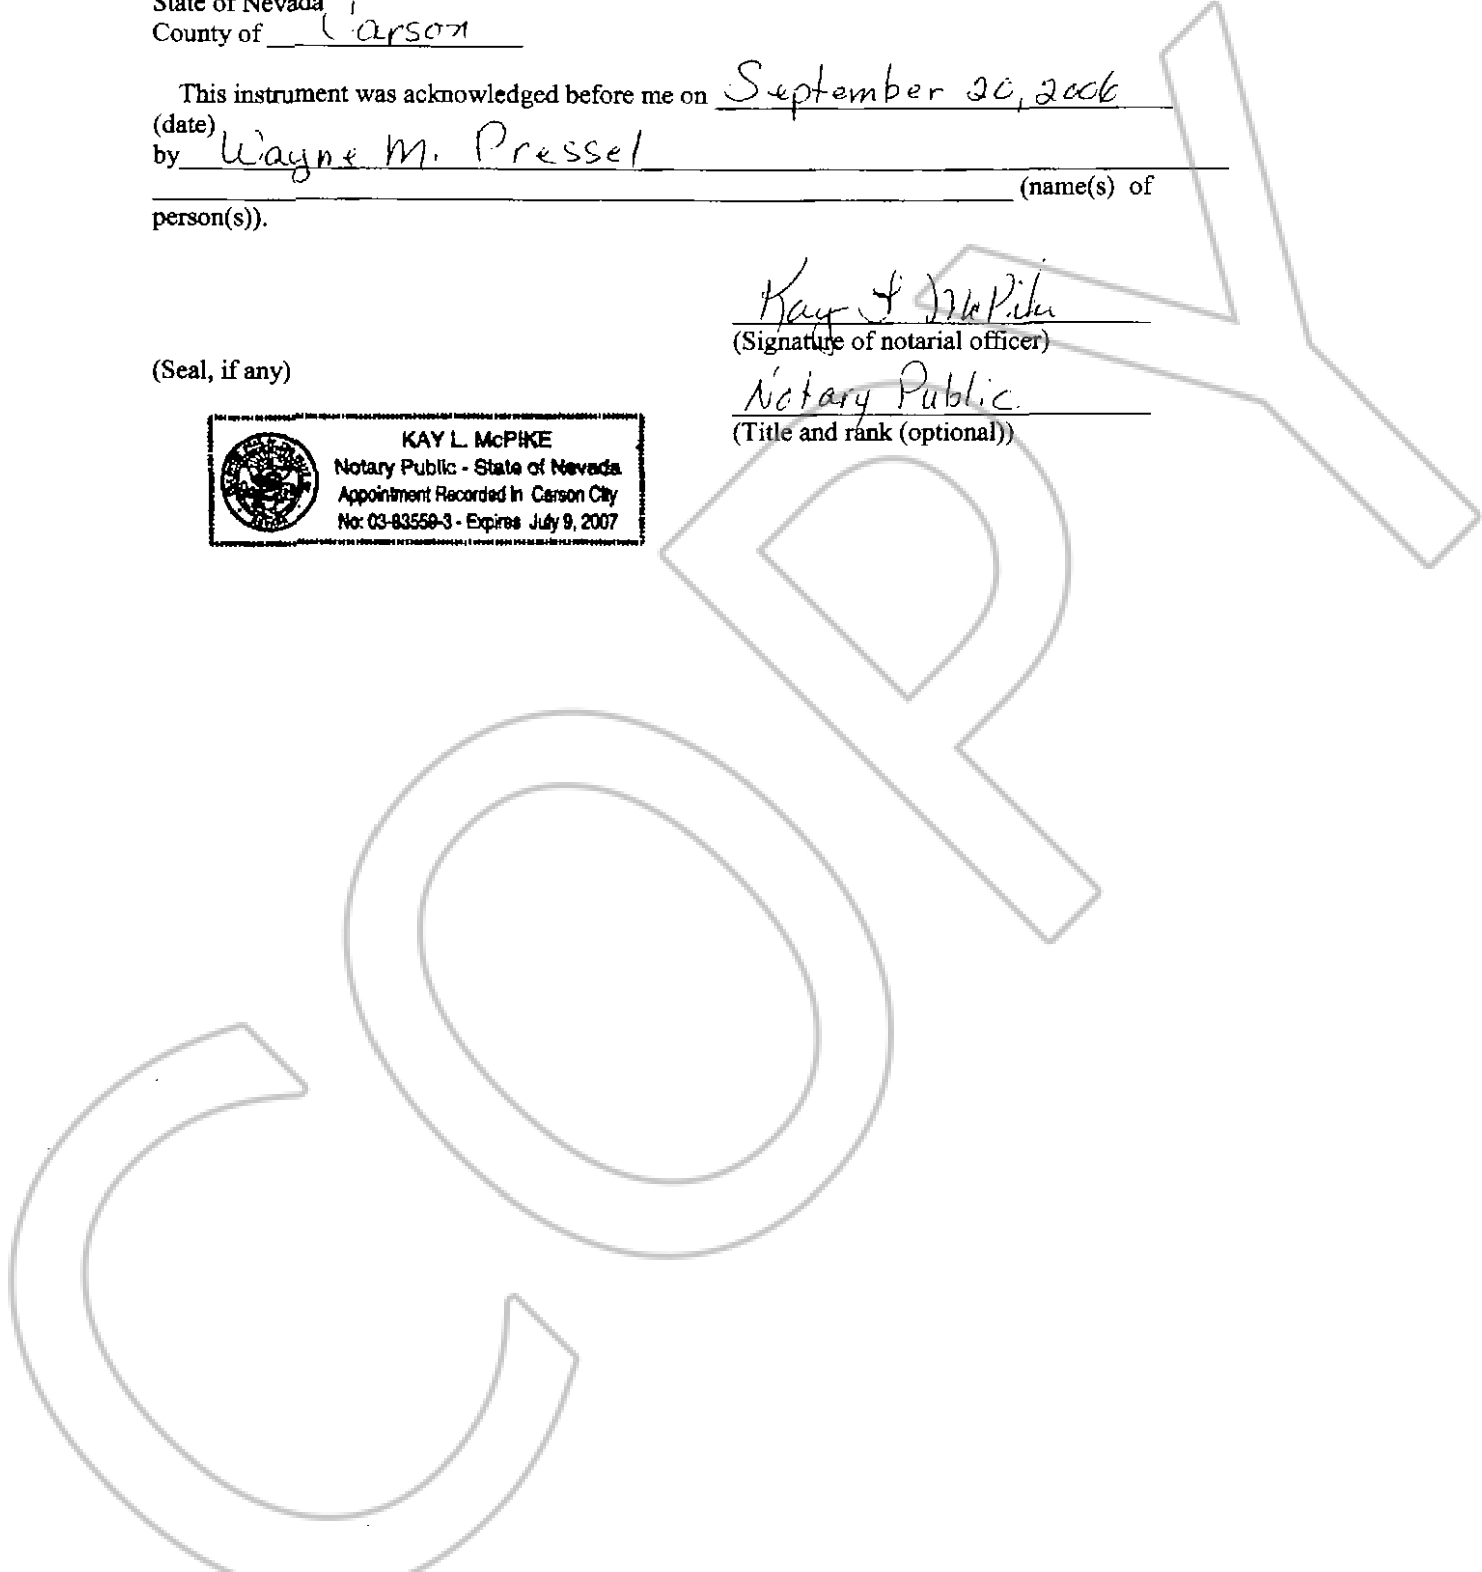 State of Nevada
County of Carson
This instrument was acknowledged before me on September 20, 2006
(date)
by Wayne M. Pressel
(name(s) of
person(s)).
Kay L McPike
(Signature of notarial officer)
(Seal, if any)
Notary Public
(Title and rank (optional))
KAY L. McPIKE
Notary Public - State of Nevada
Appointment Recorded in Carson City
No: 03-83559-3 - Expires July 9, 2007
COPY